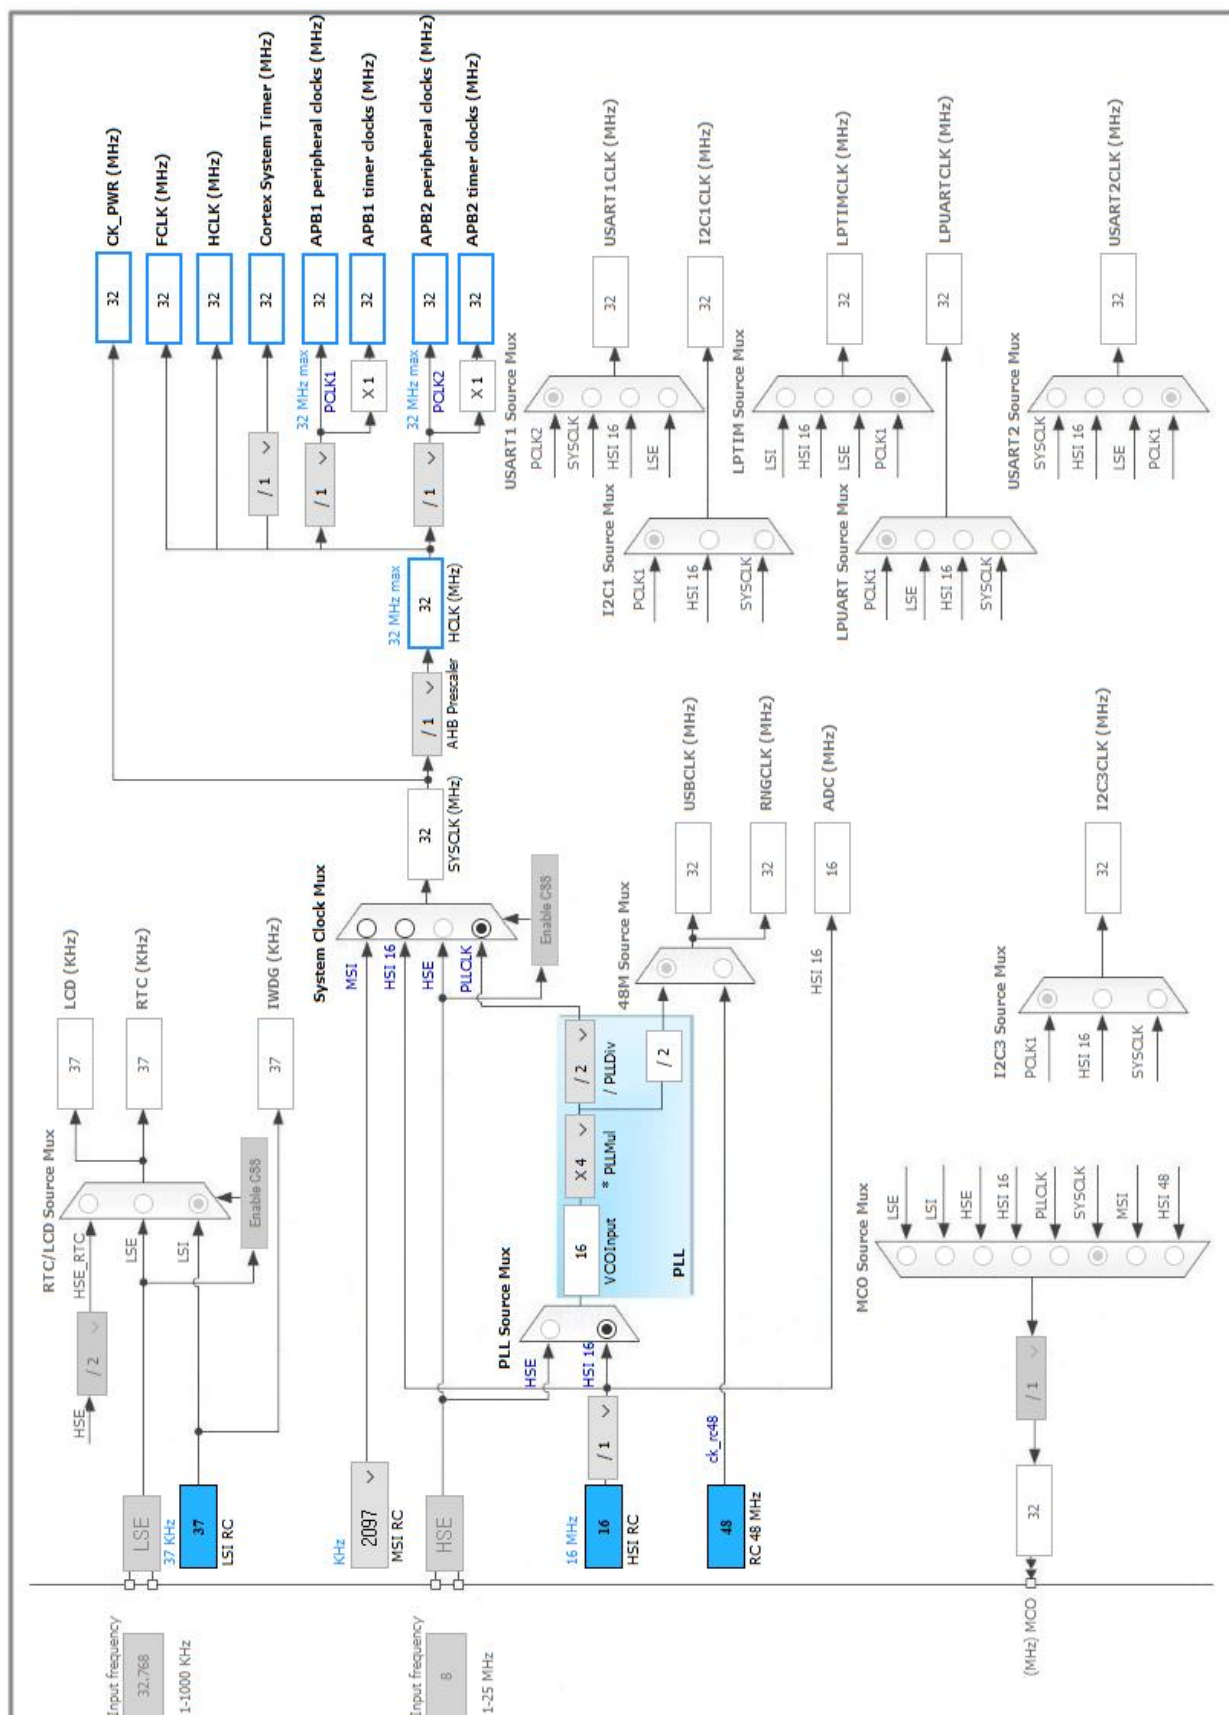 Input frequency
32.768
1-1000 KHz
LSE
37 KHz
37
LSI RC
HSE
/ 2
HSE_RTC
LSE
LSI
RTC/LCD Source Mux
Enable CSS
37
LCD (KHz)
37
RTC (KHz)
37
IWDG (KHz)
KHz
2097
MSI RC
Input frequency
8
1-25 MHz
HSE
16 MHz
16
HSI RC
/ 1
48
RC 48 MHz
ck_rc48
PLL Source Mux
HSE
HSI 16
16
VCOInput
X 4
* PLLMul
/ 2
/ PLLDiv
/ 2
PLL
System Clock Mux
MSI
HSI 16
HSE
PLLCLK
Enable CSS
32
SYSCLK (MHz)
/ 1
AHB Prescaler
32 MHz max
32
HCLK (MHz)
32
CK_PWR (MHz)
32
FCLK (MHz)
32
HCLK (MHz)
/ 1
32
Cortex System Timer (MHz)
/ 1
32 MHz max
PCLK1
32
APB1 peripheral clocks (MHz)
X 1
32
APB1 timer clocks (MHz)
/ 1
32 MHz max
PCLK2
32
APB2 peripheral clocks (MHz)
X 1
32
APB2 timer clocks (MHz)
48M Source Mux
32
USBCLK (MHz)
32
RNGCLK (MHz)
HSI 16
16
ADC (MHz)
USART1 Source Mux
PCLK2
SYSCLK
HSI 16
LSE
32
USART1CLK (MHz)
I2C1 Source Mux
PCLK1
HSI 16
SYSCLK
32
I2C1CLK (MHz)
LPTIM Source Mux
LSI
HSI 16
LSE
PCLK1
32
LPTIMCLK (MHz)
LPUART Source Mux
PCLK1
LSE
HSI 16
SYSCLK
32
LPUARTCLK (MHz)
USART2 Source Mux
SYSCLK
HSI 16
LSE
PCLK1
32
USART2CLK (MHz)
I2C3 Source Mux
PCLK1
HSI 16
SYSCLK
32
I2C3CLK (MHz)
MCO Source Mux
LSE
LSI
HSE
HSI 16
PLLCLK
SYSCLK
MSI
HSI 48
/ 1
32
(MHz) MCO